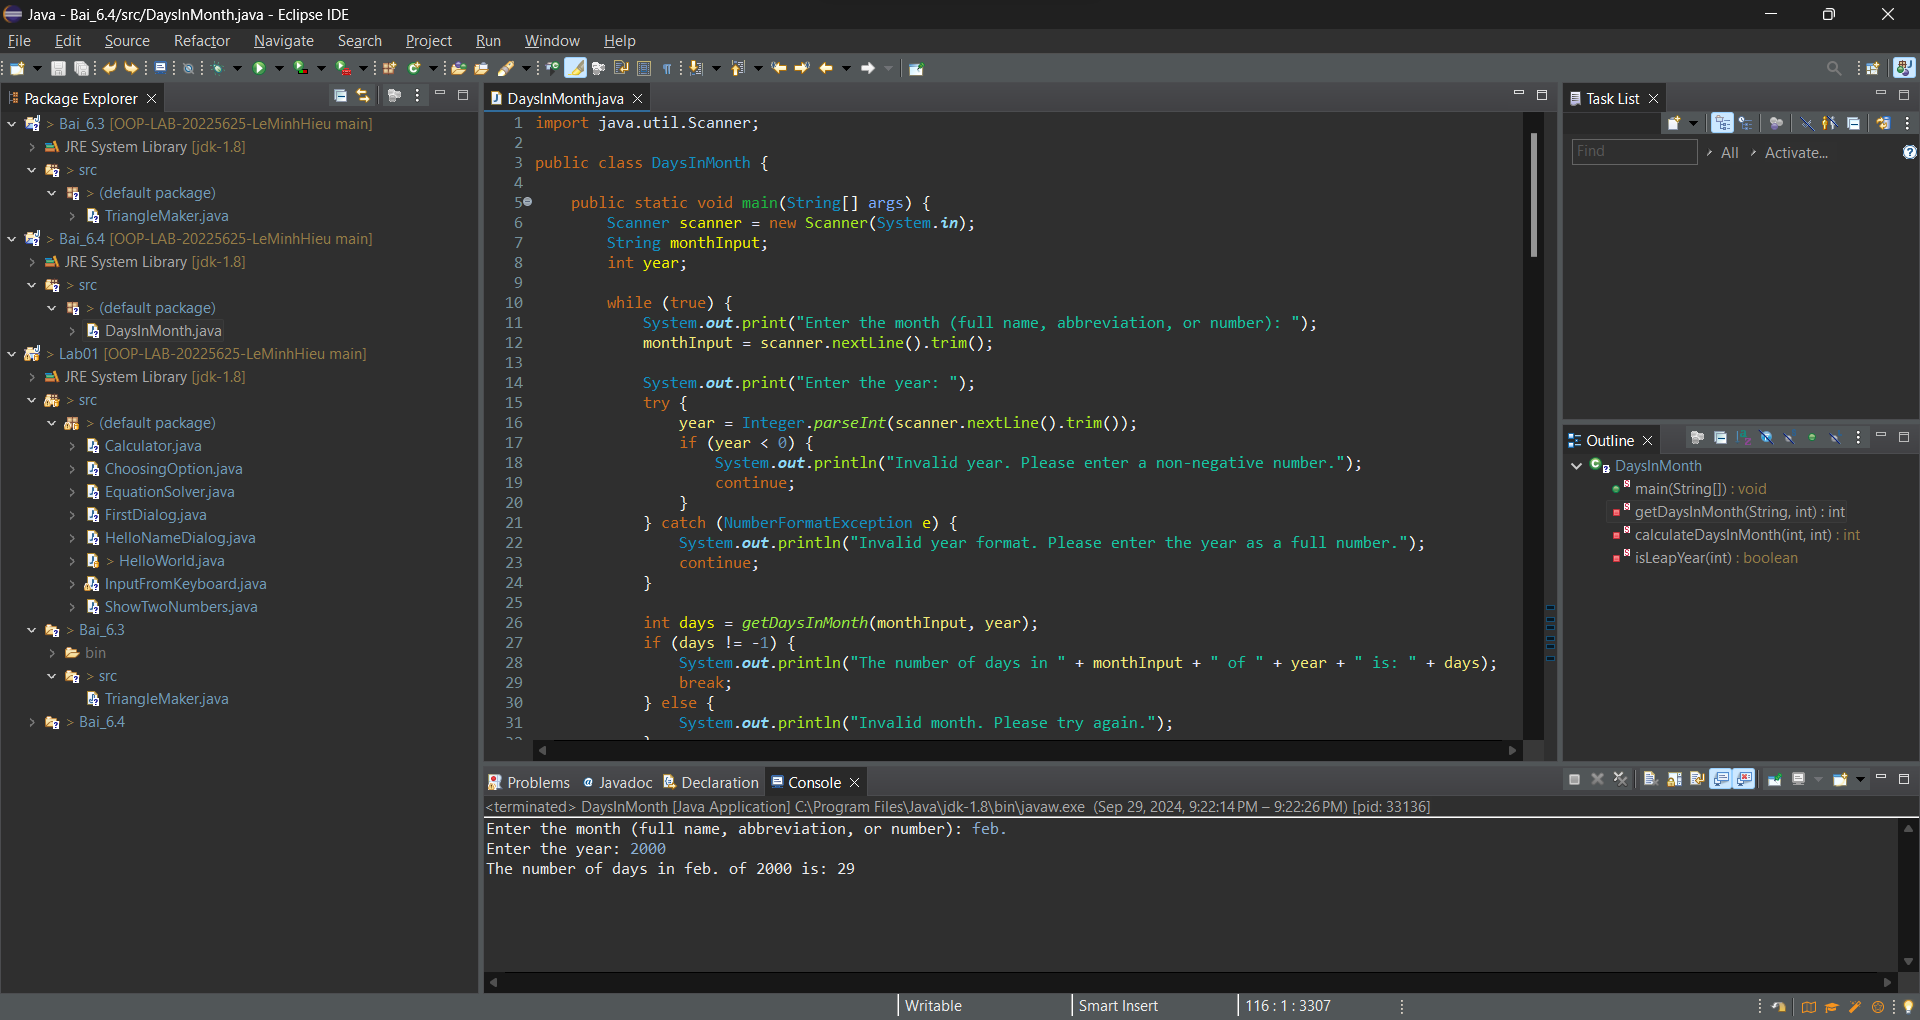 Java - Bai_6.4/src/DaysInMonth.java - Eclipse IDE
File Edit Source Refactor Navigate Search Project Run Window Help
Package Explorer
> Bai_6.3 [OOP-LAB-20225625-LeMinhHieu main]
JRE System Library [jdk-1.8]
> src
> (default package)
TriangleMaker.java
> Bai_6.4 [OOP-LAB-20225625-LeMinhHieu main]
JRE System Library [jdk-1.8]
> src
> (default package)
DaysInMonth.java
> Lab01 [OOP-LAB-20225625-LeMinhHieu main]
JRE System Library [jdk-1.8]
> src
> (default package)
Calculator.java
ChoosingOption.java
EquationSolver.java
FirstDialog.java
HelloNameDialog.java
> HelloWorld.java
InputFromKeyboard.java
ShowTwoNumbers.java
> Bai_6.3
bin
> src
TriangleMaker.java
> Bai_6.4
DaysInMonth.java
1 import java.util.Scanner;
2
3 public class DaysInMonth {
4
5 public static void main(String[] args) {
6 Scanner scanner = new Scanner(System.in);
7 String monthInput;
8 int year;
9
10 while (true) {
11 System.out.print("Enter the month (full name, abbreviation, or number): ");
12 monthInput = scanner.nextLine().trim();
13
14 System.out.print("Enter the year: ");
15 try {
16 year = Integer.parseInt(scanner.nextLine().trim());
17 if (year < 0) {
18 System.out.println("Invalid year. Please enter a non-negative number.");
19 continue;
20 }
21 } catch (NumberFormatException e) {
22 System.out.println("Invalid year format. Please enter the year as a full number.");
23 continue;
24 }
25
26 int days = getDaysInMonth(monthInput, year);
27 if (days != -1) {
28 System.out.println("The number of days in " + monthInput + " of " + year + " is: " + days);
29 break;
30 } else {
31 System.out.println("Invalid month. Please try again.");
Task List
Find All Activate...
Outline
DaysInMonth
main(String[]) : void
getDaysInMonth(String, int) : int
calculateDaysInMonth(int, int) : int
isLeapYear(int) : boolean
Problems Javadoc Declaration Console
<terminated> DaysInMonth [Java Application] C:\Program Files\Java\jdk-1.8\bin\javaw.exe (Sep 29, 2024, 9:22:14 PM – 9:22:26 PM) [pid: 33136]
Enter the month (full name, abbreviation, or number): feb.
Enter the year: 2000
The number of days in feb. of 2000 is: 29
Writable Smart Insert 116 : 1 : 3307